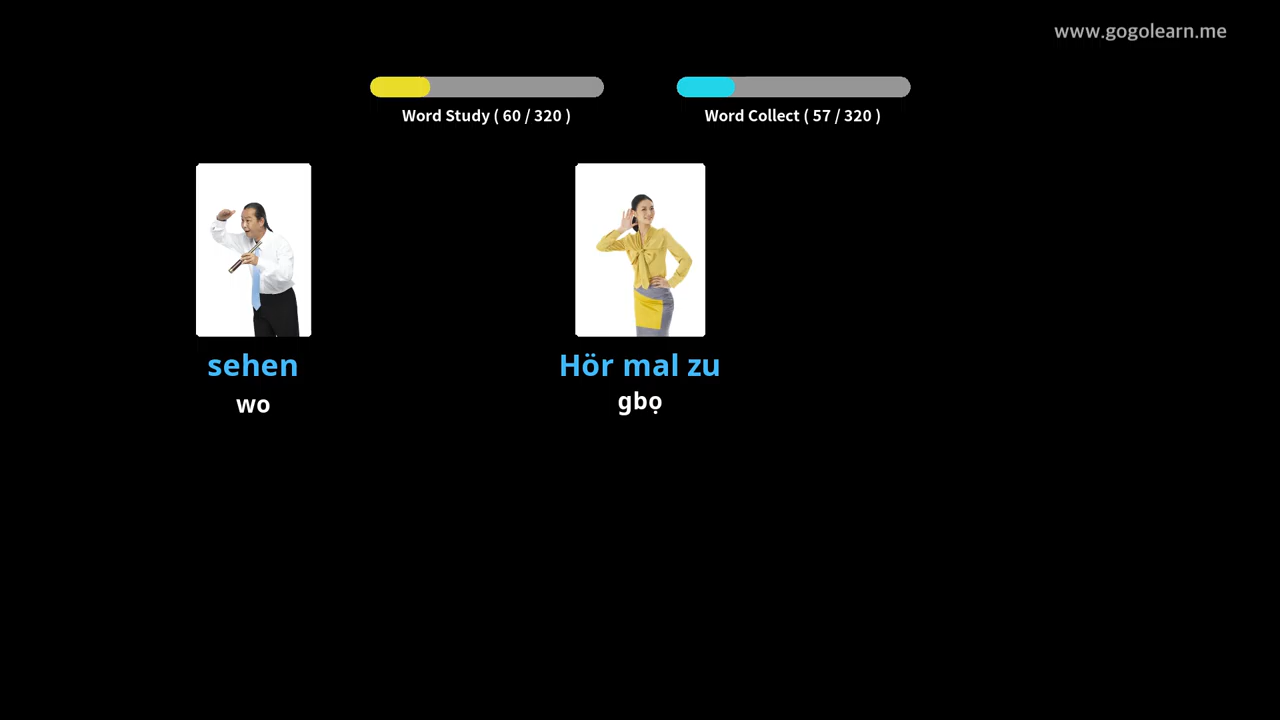 www.gogolearn.me
Word Study ( 60 / 320 )
Word Collect ( 57 / 320 )
sehen
wo
Hör mal zu
gbọ